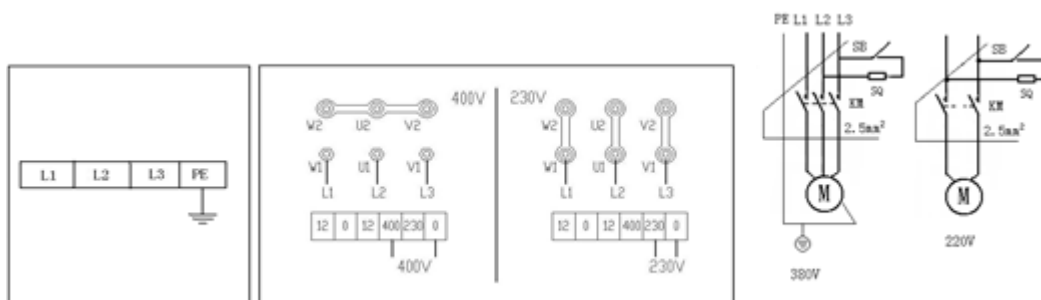 L1 L2 L3 PE
400V
W2 U2 V2
W1 U1 V1
L1 L2 L3
12 0 12 400 230 0
400V
230V
W2 U2 V2
W1 U1 V1
L1 L2 L3
12 0 12 400 230 0
230V
PE L1 L2 L3
SB
SQ
KM
2.5mm²
M
380V
SB
SQ
KM
2.5mm²
M
220V